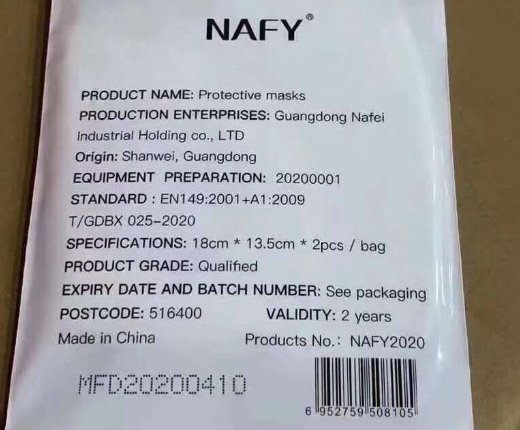 NAFY®
PRODUCT NAME: Protective masks
PRODUCTION ENTERPRISES: Guangdong Nafei
Industrial Holding co., LTD
Origin: Shanwei, Guangdong
EQUIPMENT PREPARATION: 20200001
STANDARD : EN149:2001+A1:2009
T/GDBX 025-2020
SPECIFICATIONS: 18cm * 13.5cm * 2pcs / bag
PRODUCT GRADE: Qualified
EXPIRY DATE AND BATCH NUMBER: See packaging
POSTCODE: 516400 VALIDITY: 2 years
Made in China Products No.: NAFY2020
MFD20200410
6 952759 508105